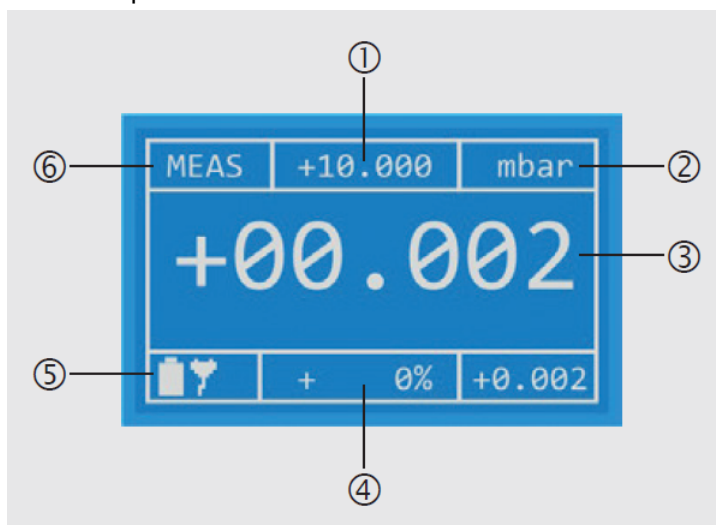 ①
⑥ MEAS +10.000 mbar ②
+00.002 ③
⑤ + 0% +0.002
④